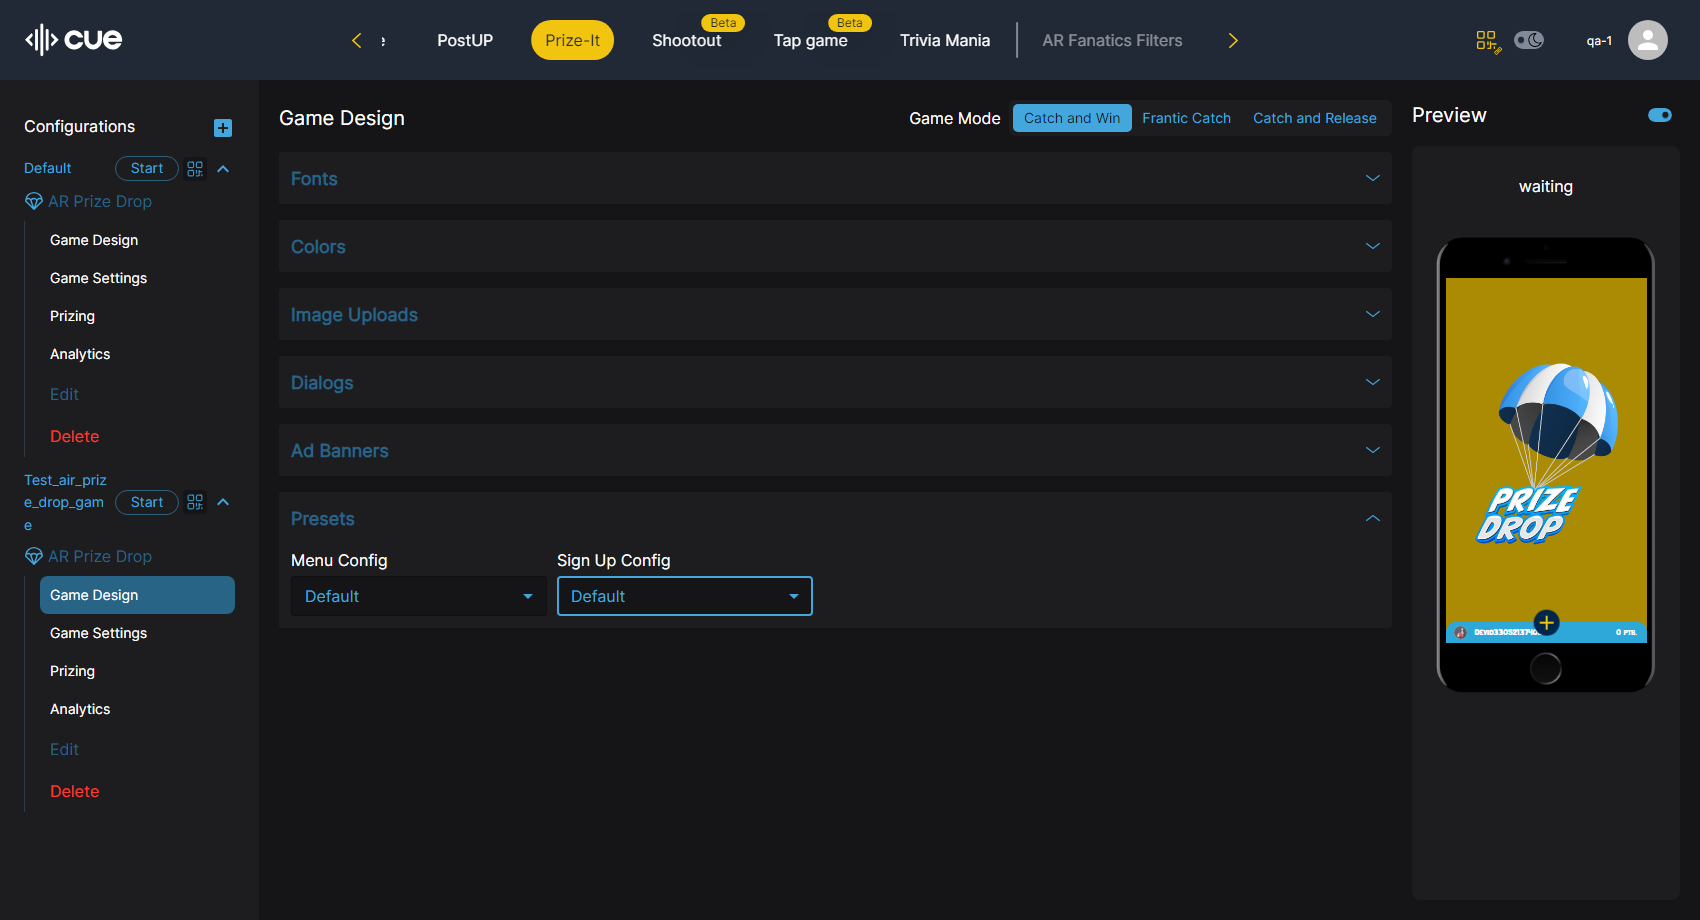 cue
PostUP
Prize-It
Shootout
Beta
Tap game
Beta
Trivia Mania
AR Fanatics Filters
qa-1
Configurations
Default
Start
AR Prize Drop
Game Design
Game Settings
Prizing
Analytics
Edit
Delete
Test_air_priz
e_drop_gam
e
Start
AR Prize Drop
Game Design
Game Settings
Prizing
Analytics
Edit
Delete
Game Design
Game Mode
Catch and Win
Frantic Catch
Catch and Release
Fonts
Colors
Image Uploads
Dialogs
Ad Banners
Presets
Menu Config
Sign Up Config
Default
Default
Preview
waiting
PRIZE
DROP
0 PTS.